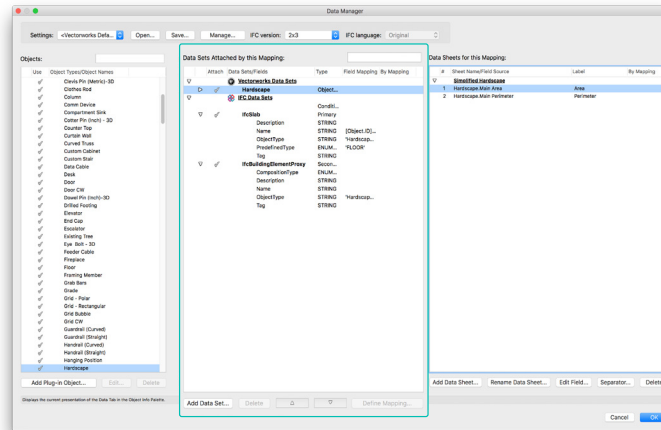 Data Manager
Settings: <Vectorworks Defa... Open... Save... Manage... IFC version: 2x3 IFC language: Original
Objects:
Use Object Types/Object Names
Clevis Pin (Metric)-3D
Clothes Rod
Column
Comm Device
Compartment Sink
Cotter Pin (Inch) - 3D
Counter Top
Curtain Wall
Curved Truss
Custom Cabinet
Custom Stair
Data Cable
Desk
Door
Door CW
Dowel Pin (Inch)-3D
Drilled Footing
Elevator
End Cap
Escalator
Existing Tree
Eye Bolt - 3D
Feeder Cable
Fireplace
Floor
Framing Member
Grab Bars
Grade
Grid - Polar
Grid - Rectangular
Grid Bubble
Grid CW
Guardrail (Curved)
Guardrail (Straight)
Handrail (Curved)
Handrail (Straight)
Hanging Position
Hardscape
Add Plug-in Object... Edit... Delete
Displays the current presentation of the Data Tab in the Object Info Palette.
Data Sets Attached by this Mapping:
Attach Data Sets/Fields Type Field Mapping By Mapping
Vectorworks Data Sets
Hardscape Object...
IFC Data Sets
Conditi...
IfcSlab Primary
Description STRING
Name STRING [Object.ID]...
ObjectType STRING 'Hardscap...
PredefinedType ENUM... 'FLOOR'
Tag STRING
IfcBuildingElementProxy Secon...
CompositionType ENUM...
Description STRING
Name STRING
ObjectType STRING 'Hardscap...
Tag STRING
Add Data Set... Delete Define Mapping...
Data Sheets for this Mapping:
# Sheet Name/Field Source Label By Mapping
Simplified Hardscape
1 Hardscape.Main Area Area
2 Hardscape.Main Perimeter Perimeter
Add Data Sheet... Rename Data Sheet... Edit Field... Separator... Delete
Cancel OK